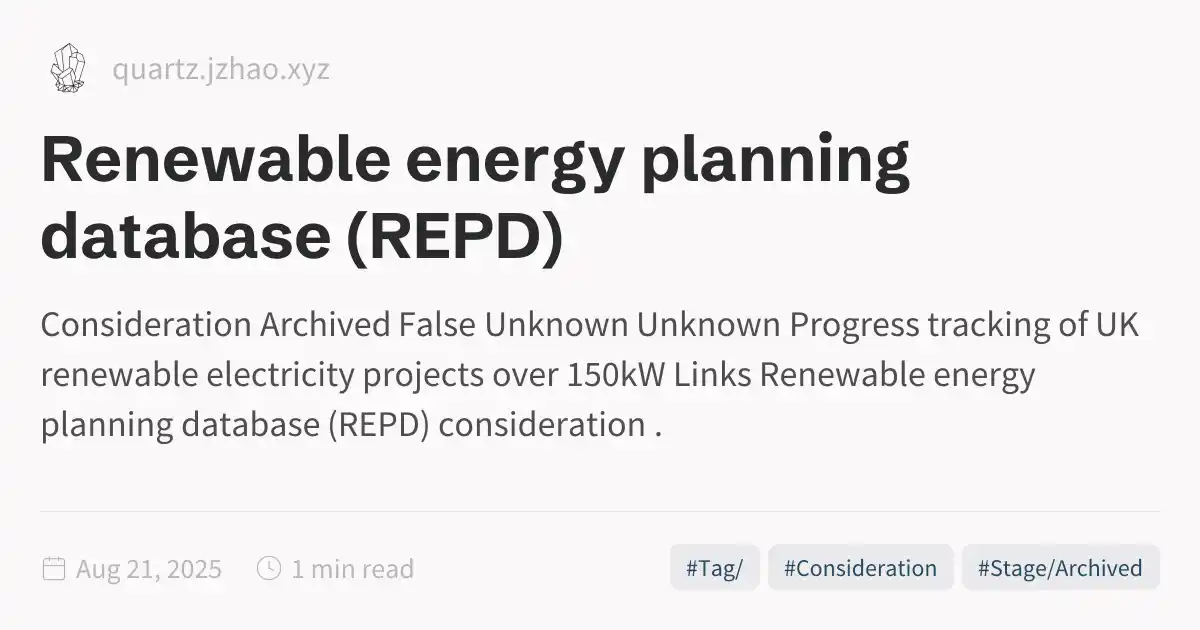 quartz.jzhao.xyz
Renewable energy planning
database (REPD)
Consideration Archived False Unknown Unknown Progress tracking of UK
renewable electricity projects over 150kW Links Renewable energy
planning database (REPD) consideration .
Aug 21, 2025 1 min read #Tag/ #Consideration #Stage/Archived